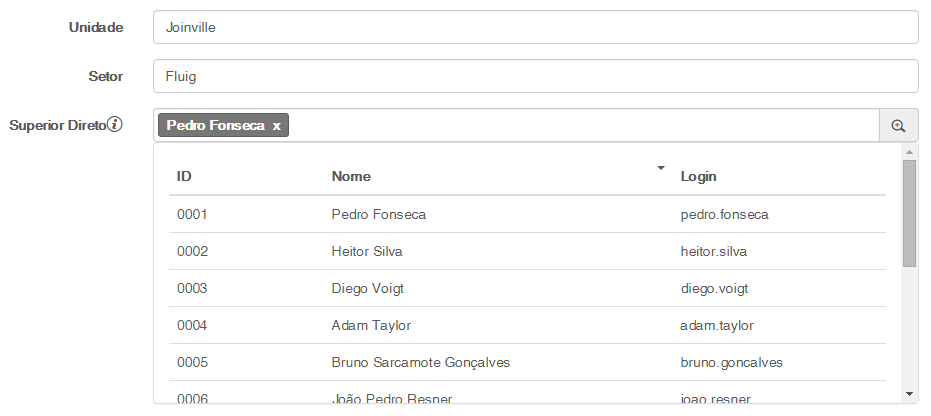 Unidade Joinville
Setor Fluig
Superior Direto Pedro Fonseca x
ID Nome Login
0001 Pedro Fonseca pedro.fonseca
0002 Heitor Silva heitor.silva
0003 Diego Voigt diego.voigt
0004 Adam Taylor adam.taylor
0005 Bruno Sarcamote Gonçalves bruno.goncalves
0006 João Pedro Resner joao.resner